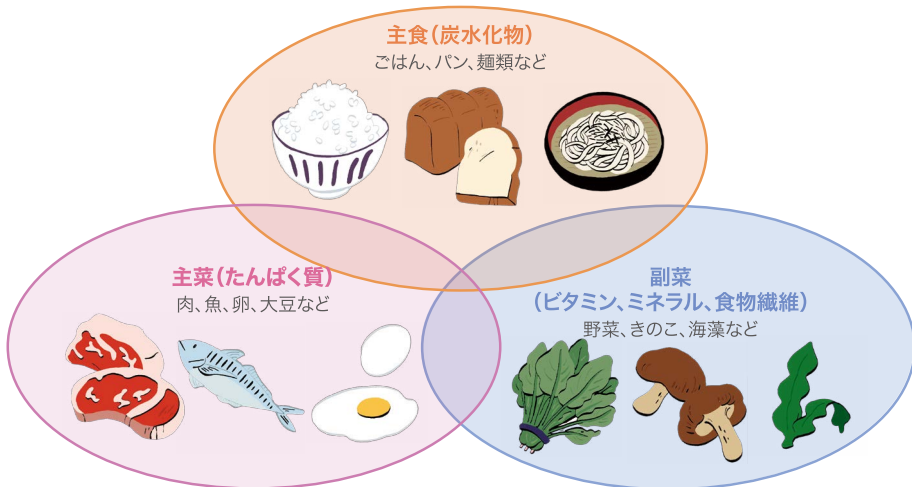 主食(炭水化物)
ごはん、パン、麺類など
主菜(たんぱく質)
肉、魚、卵、大豆など
副菜
(ビタミン、ミネラル、食物繊維)
野菜、きのこ、海藻など